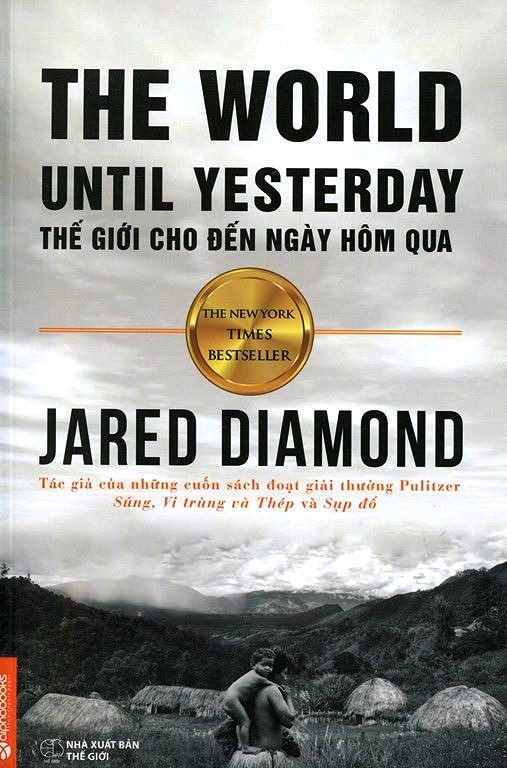 THE WORLD
UNTIL YESTERDAY
THẾ GIỚI CHO ĐẾN NGÀY HÔM QUA
THE NEW YORK
TIMES
BESTSELLER
JARED DIAMOND
Tác giả của những cuốn sách đoạt giải thưởng Pulitzer
Súng, Vi trùng và Thép và Sụp đổ
alphabooks
NHÀ XUẤT BẢN
THẾ GIỚI